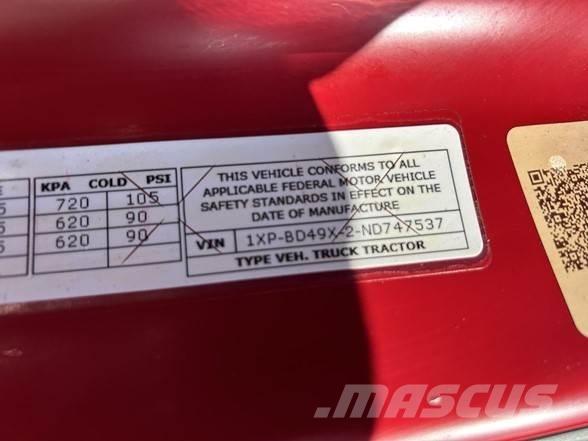 KPA COLD PSI
720 105
620 90
620 90
THIS VEHICLE CONFORMS TO ALL
APPLICABLE FEDERAL MOTOR VEHICLE
SAFETY STANDARDS IN EFFECT ON THE
DATE OF MANUFACTURE
VIN 1XP-BD49X-2-ND747537
TYPE VEH. TRUCK TRACTOR
MASCUS